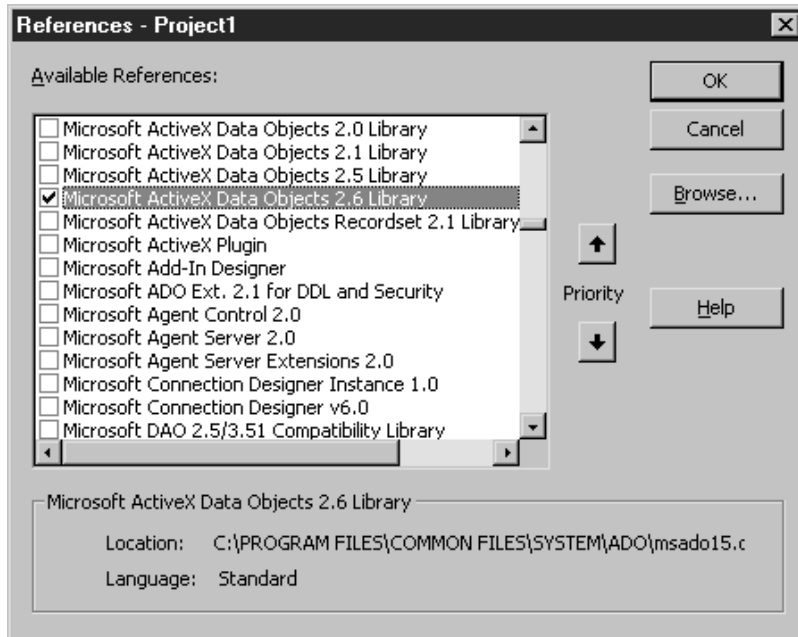 References - Project1
Available References:
Microsoft ActiveX Data Objects 2.0 Library
Microsoft ActiveX Data Objects 2.1 Library
Microsoft ActiveX Data Objects 2.5 Library
Microsoft ActiveX Data Objects 2.6 Library
Microsoft ActiveX Data Objects Recordset 2.1 Library
Microsoft ActiveX Plugin
Microsoft Add-In Designer
Microsoft ADO Ext. 2.1 for DDL and Security
Microsoft Agent Control 2.0
Microsoft Agent Server 2.0
Microsoft Agent Server Extensions 2.0
Microsoft Connection Designer Instance 1.0
Microsoft Connection Designer v6.0
Microsoft DAO 2.5/3.51 Compatibility Library
Priority
OK
Cancel
Browse...
Help
Microsoft ActiveX Data Objects 2.6 Library
Location: C:\PROGRAM FILES\COMMON FILES\SYSTEM\ADO\msado15.c
Language: Standard